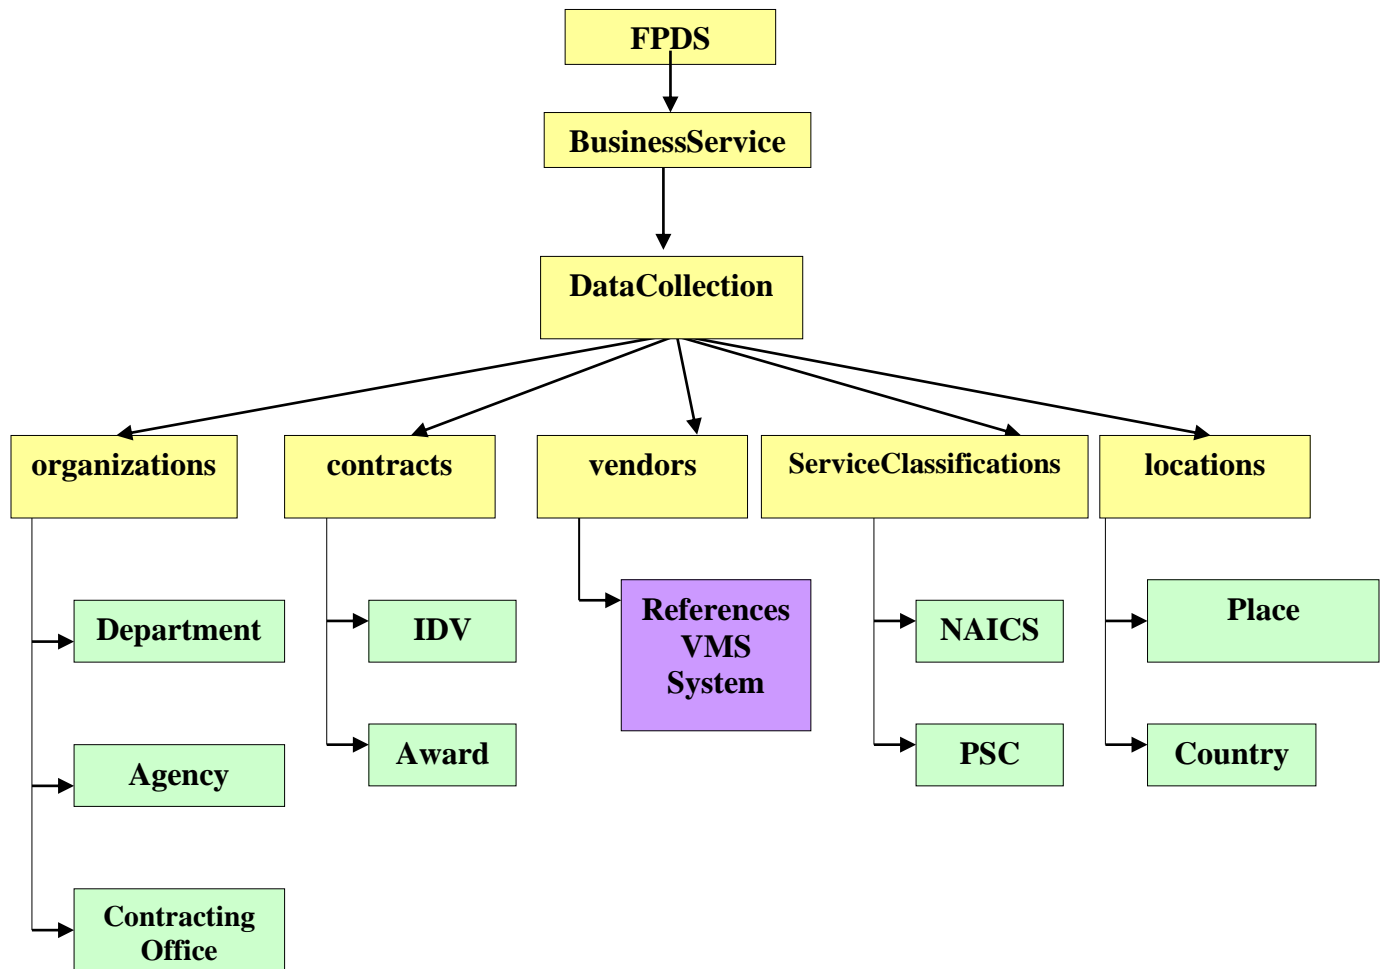 FPDS
BusinessService
DataCollection
organizations
contracts
vendors
ServiceClassifications
locations
Department
IDV
References
VMS
System
NAICS
Place
Agency
Award
PSC
Country
Contracting
Office